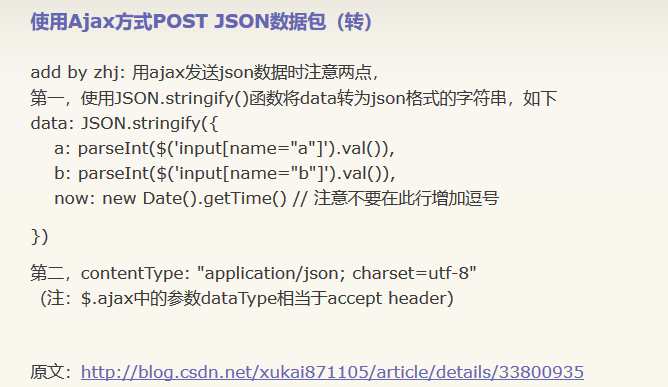 使用Ajax方式POST JSON数据包（转）
add by zhj: 用ajax发送json数据时注意两点，
第一，使用JSON.stringify()函数将data转为json格式的字符串，如下
data: JSON.stringify({
a: parseInt($('input[name="a"]').val()),
b: parseInt($('input[name="b"]').val()),
now: new Date().getTime() // 注意不要在此行增加逗号
})
第二，contentType: "application/json; charset=utf-8"
（注：$.ajax中的参数dataType相当于accept header)
原文：http://blog.csdn.net/xukai871105/article/details/33800935